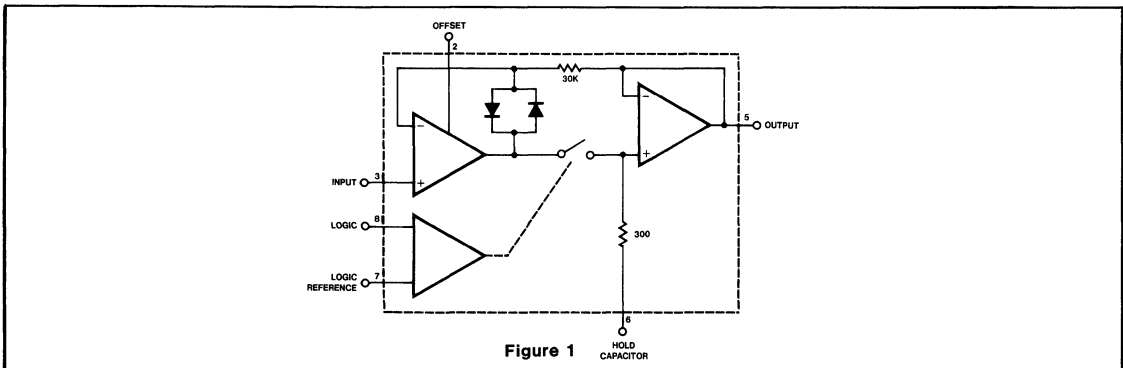 OFFSET
2
30K
−
−
5
OUTPUT
+
INPUT
3
+
LOGIC
8
300
LOGIC
REFERENCE
7
6
HOLD
CAPACITOR
Figure 1